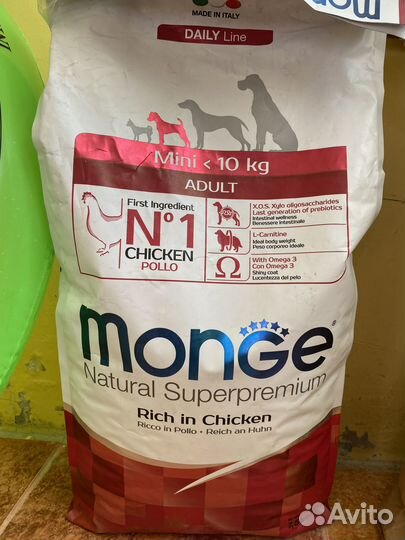 MADE IN ITALY
DAILY Line
Mini < 10 kg
ADULT
First Ingredient
N°1
CHICKEN
POLLO
X.O.S. Xylo oligosaccharides
Last generation of prebiotics
Intestinal wellness
Benessere intestinale
L-Carnitine
Ideal body weight
Peso corporeo ideale
With Omega 3
Con Omega 3
Shiny coat
Lucentezza del pelo
monGe
Natural Superpremium
Rich in Chicken
Ricco in Pollo • Reich an Huhn
Avito